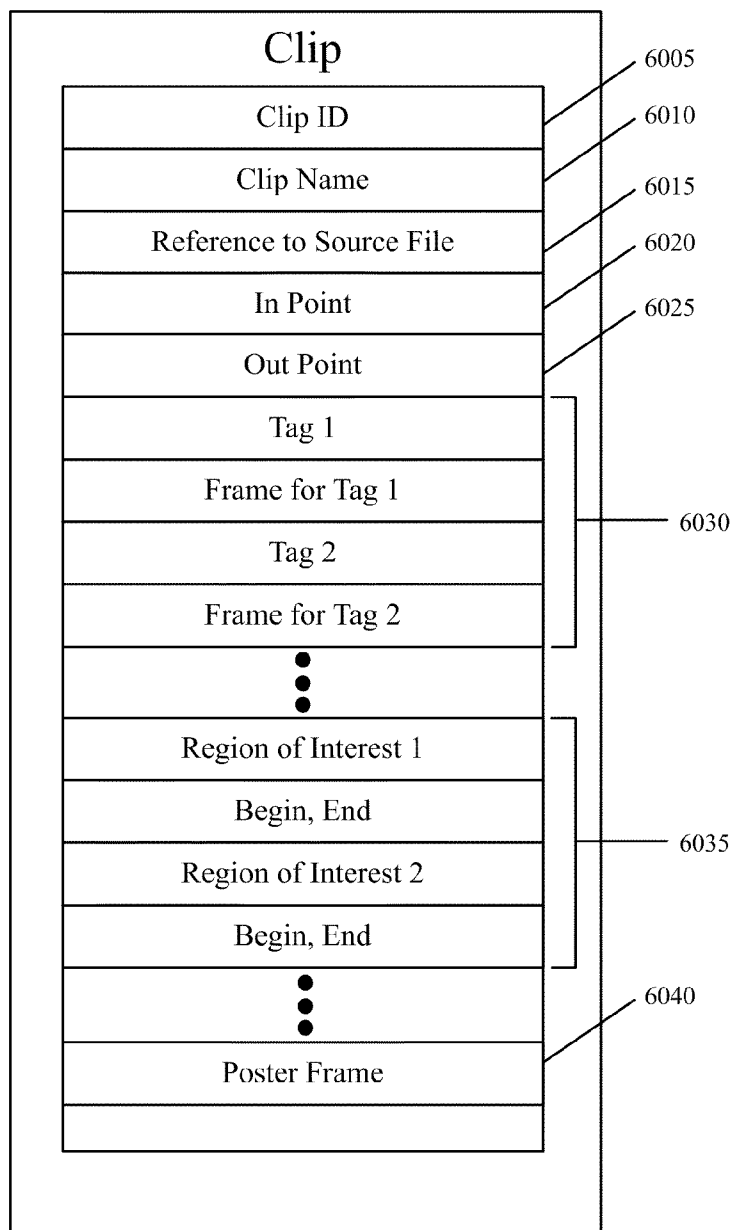 Clip
Clip ID
6005
Clip Name
6010
Reference to Source File
6015
In Point
6020
Out Point
6025
Tag 1
Frame for Tag 1
Tag 2
Frame for Tag 2
6030
Region of Interest 1
Begin, End
Region of Interest 2
Begin, End
6035
Poster Frame
6040